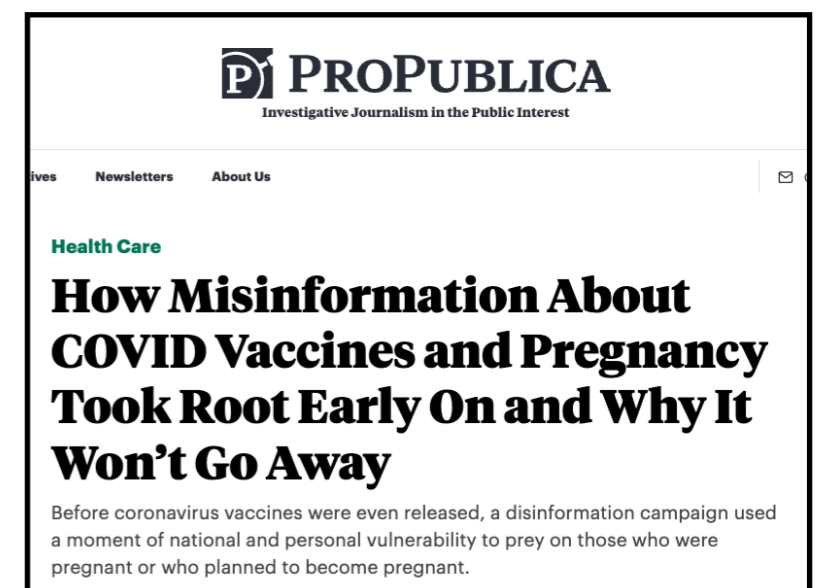 P
PROPUBLICA
Investigative Journalism in the Public Interest
ives Newsletters About Us
Health Care
How Misinformation About
COVID Vaccines and Pregnancy
Took Root Early On and Why It
Won’t Go Away
Before coronavirus vaccines were even released, a disinformation campaign used
a moment of national and personal vulnerability to prey on those who were
pregnant or who planned to become pregnant.